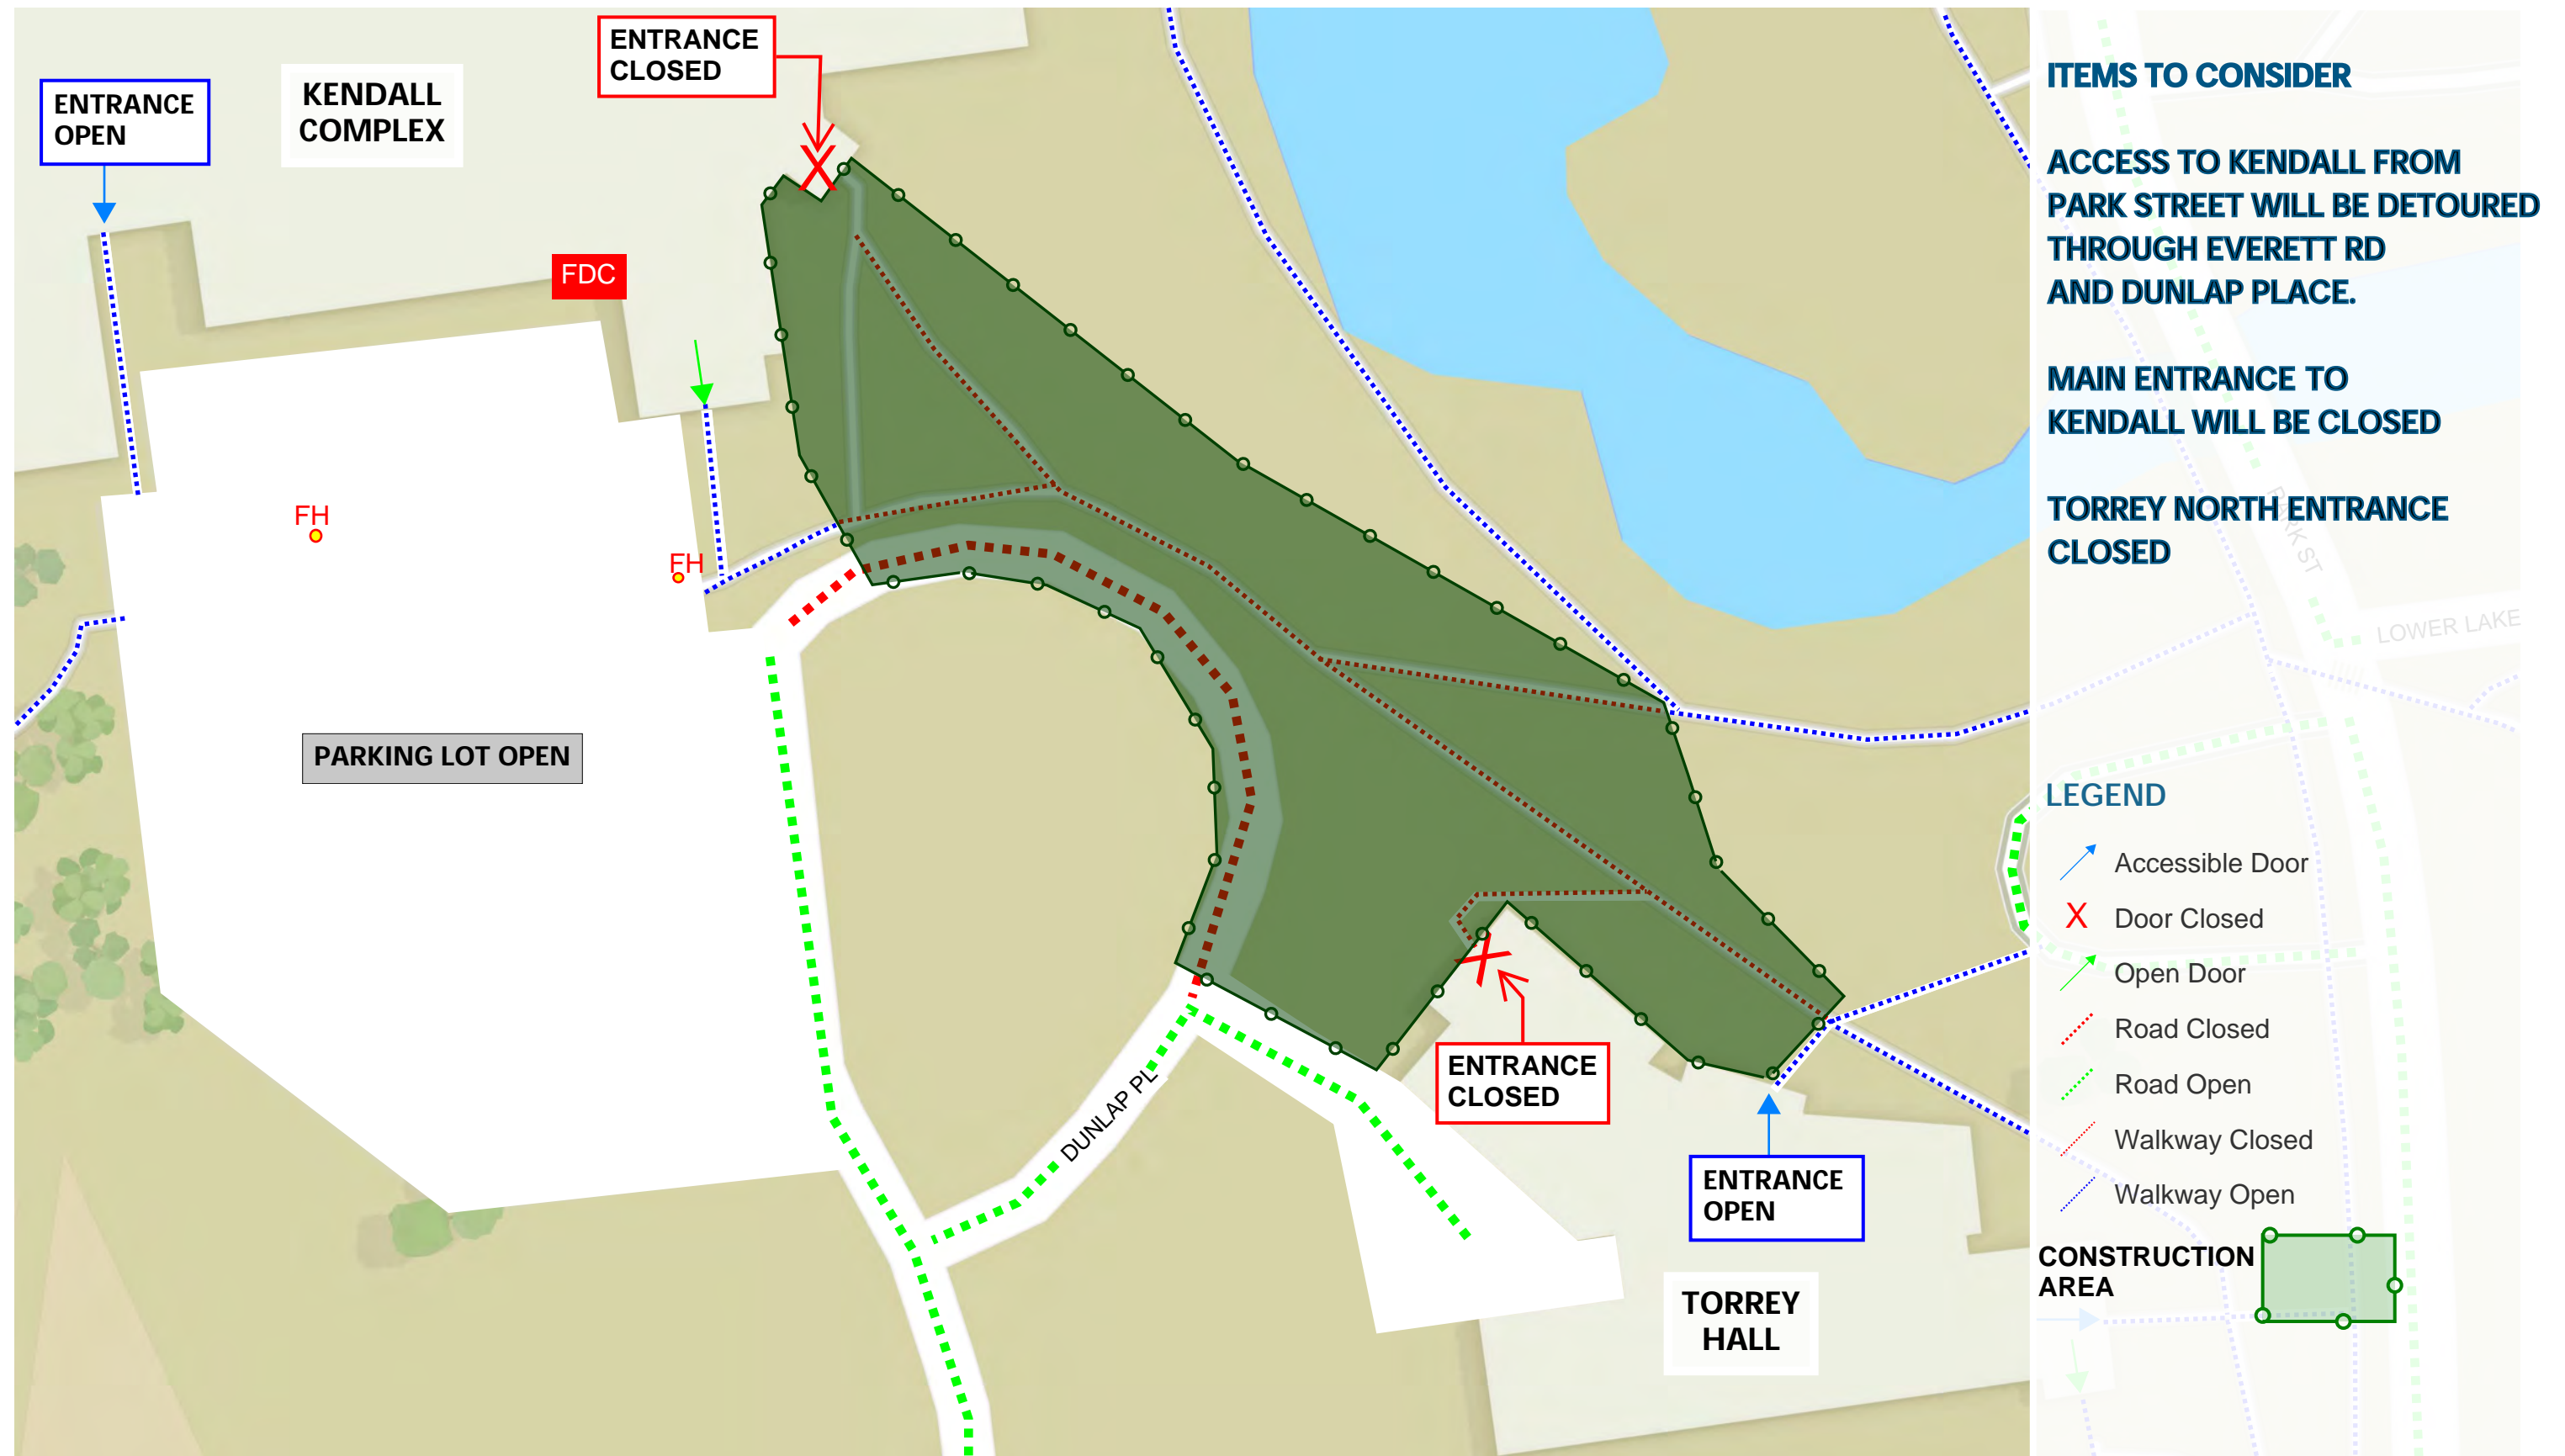 ENTRANCE
OPEN
KENDALL
COMPLEX
ENTRANCE
CLOSED
FDC
FH
FH
PARKING LOT OPEN
DUNLAP PL
ENTRANCE
CLOSED
ENTRANCE
OPEN
TORREY
HALL
ITEMS TO CONSIDER
ACCESS TO KENDALL FROM
PARK STREET WILL BE DETOURED
THROUGH EVERETT RD
AND DUNLAP PLACE.
MAIN ENTRANCE TO
KENDALL WILL BE CLOSED
TORREY NORTH ENTRANCE
CLOSED
PARK ST
LOWER LAKE
LEGEND
Accessible Door
X Door Closed
Open Door
Road Closed
Road Open
Walkway Closed
Walkway Open
CONSTRUCTION
AREA